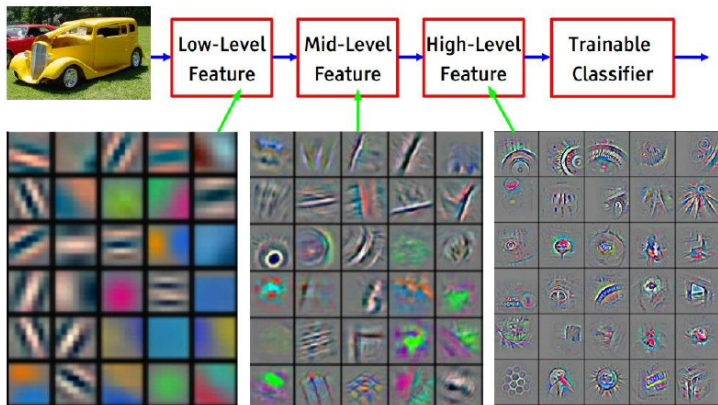 Low-Level
Feature
Mid-Level
Feature
High-Level
Feature
Trainable
Classifier